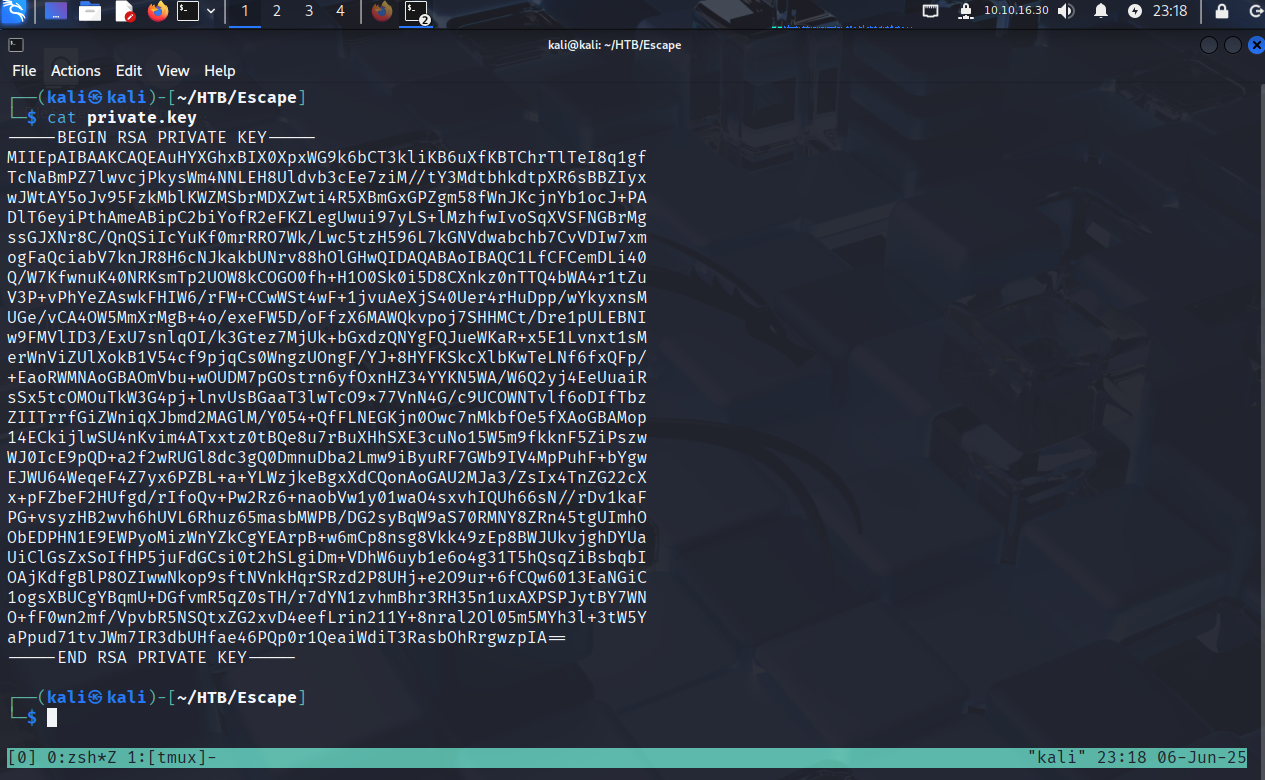 1 2 3 4 2 10.10.16.30 23:18
kali@kali: ~/HTB/Escape
File Actions Edit View Help
┌──(kali㉿kali)-[~/HTB/Escape]
└─$ cat private.key
-----BEGIN RSA PRIVATE KEY-----
MIIEpAIBAAKCAQEAuHYXGhxBIX0XpxWG9k6bCT3kliKB6uXfKBTChrTlTeI8q1gf
TcNaBmPZ7lwvcjPkysWm4NNLEH8Uldvb3cEe7ziM//tY3MdtbhkdtpXR6sBBZIyx
wJWtAY5oJv95FzkMblKWZMSbrMDXZwti4R5XBmGxGPZgm58fWnJKcjnYb1ocJ+PA
DlT6eyiPthAmeABipC2biYofR2eFKZLegUwui97yLS+lMzhfwIvoSqXVSFNGBrMg
ssGJXNr8C/QnQSiIcYuKf0mrRRO7Wk/Lwc5tzH596L7kGNVdwabchb7CvVDIw7xm
ogFaQciabV7knJR8H6cNJkakbUNrv88hOlGHwQIDAQABAoIBAQC1LfCFCemDLi40
Q/W7KfwnuK40NRKsmTp2UOW8kCOGO0fh+H1O0Sk0i5D8CXnkz0nTTQ4bWA4r1tZu
V3P+vPhYeZAswkFHIW6/rFW+CCwWSt4wF+1jvuAeXjS40Uer4rHuDpp/wYkyxnsM
UGe/vCA4OW5MmXrMgB+4o/exeFW5D/oFfzX6MAWQkvpoj7SHHMCt/Dre1pULEBNI
w9FMVlID3/ExU7snlqOI/k3Gtez7MjUk+bGxdzQNYgFQJueWKaR+x5E1Lvnxt1sM
erWnViZUlXokB1V54cf9pjqCs0WngzUOngF/YJ+8HYFKSkcXlbKwTeLNf6fxQFp/
+EaoRWMNAoGBAOmVbu+wOUDM7pGOstrn6yfOxnHZ34YYKN5WA/W6Q2yj4EeUuaiR
sSx5tcOMOuTkW3G4pj+lnvUsBGaaT3lwTcO9×77VnN4G/c9UCOWNTvlf6oDIfTbz
ZIITrrfGiZWniqXJbmd2MAGlM/Y054+QfFLNEGKjn0Owc7nMkbfOe5fXAoGBAMop
14ECkijlwSU4nKvim4ATxxtz0tBQe8u7rBuXHhSXE3cuNo15W5m9fkknF5ZiPszw
WJ0IcE9pQD+a2f2wRUGl8dc3gQ0DmnuDba2Lmw9iByuRF7GWb9IV4MpPuhF+bYgw
EJWU64WeqeF4Z7yx6PZBL+a+YLWzjkeBgxXdCQonAoGAU2MJa3/ZsIx4TnZG22cX
x+pFZbeF2HUfgd/rIfoQv+Pw2Rz6+naobVw1y01waO4sxvhIQUh66sN//rDv1kaF
PG+vsyzHB2wvh6hUVL6Rhuz65masbMWPB/DG2syBqW9aS70RMNY8ZRn45tgUImhO
ObEDPHN1E9EWPyoMizWnYZkCgYEArpB+w6mCp8nsg8Vkk49zEp8BWJUkvjghDYUa
UiClGsZxSoIfHP5juFdGCsi0t2hSLgiDm+VDhW6uyb1e6o4g31T5hQsqZiBsbqbI
OAjKdfgBlP8OZIwwNkop9sftNVnkHqrSRzd2P8UHj+e2O9ur+6fCQw6013EaNGiC
1ogsXBUCgYBqmU+DGfvmR5qZ0sTH/r7dYN1zvhmBhr3RH35n1uxAXPSPJytBY7WN
O+fF0wn2mf/VpvbR5NSQtxZG2xvD4eefLrin211Y+8nral2Ol05m5MYh3l+3tW5Y
aPpud71tvJWm7IR3dbUHfae46PQp0r1QeaiWdiT3RasbOhRrgwzpIA==
-----END RSA PRIVATE KEY-----
┌──(kali㉿kali)-[~/HTB/Escape]
└─$
[0] 0:zsh*Z 1:[tmux]- "kali" 23:18 06-Jun-25